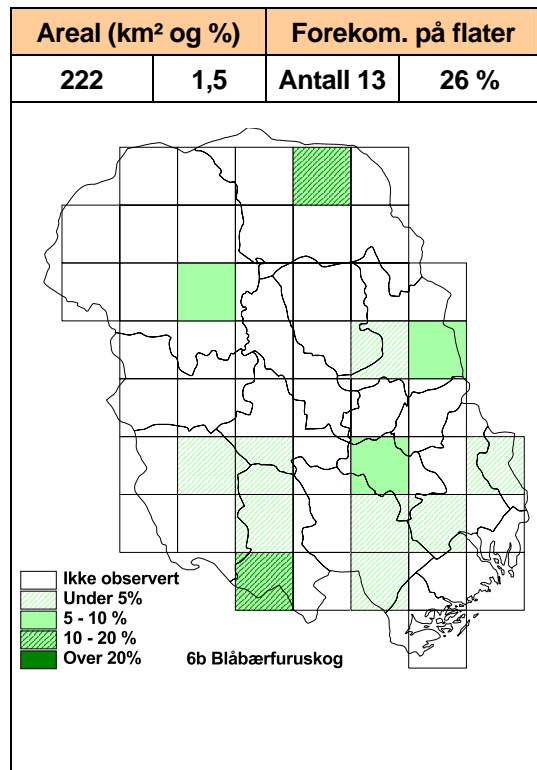 Areal (km² og %) Forekom. på flater
222 1,5 Antall 13 26 %
Ikke observert
Under 5%
5 - 10 %
10 - 20 %
Over 20% 6b Blåbærfuruskog